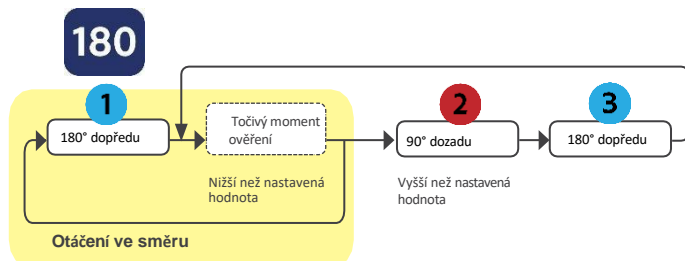 180
1
2
3
180° dopředu
Točivý moment
ověření
90° dozadu
180° dopředu
Nižší než nastavená
hodnota
Vyšší než nastavená
hodnota
Otáčení ve směru